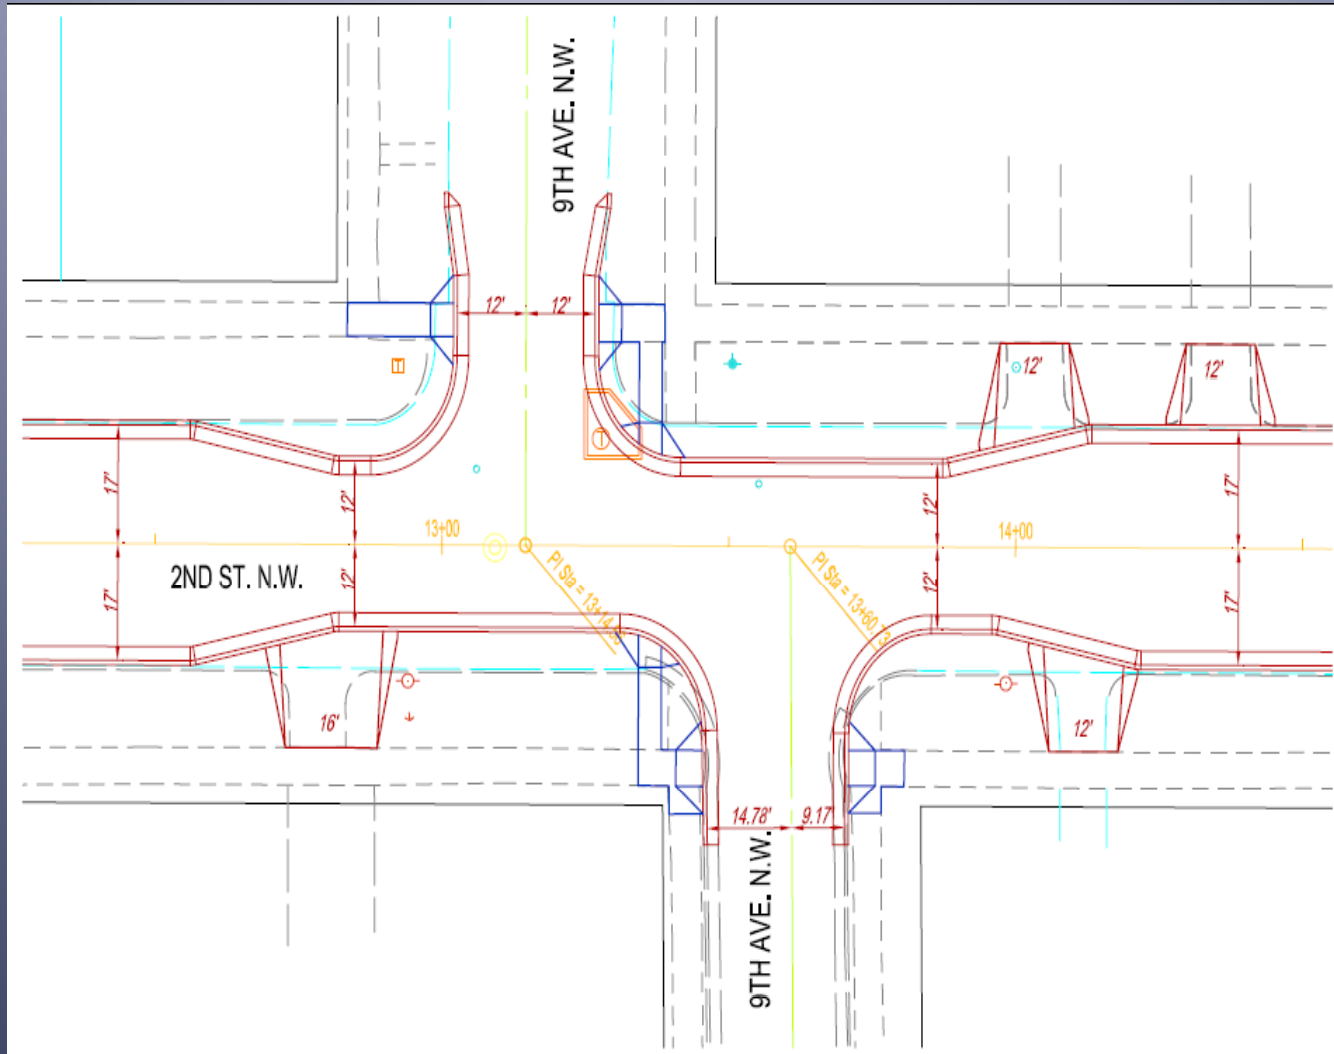 9TH AVE. N.W.
12'
12'
T
12'
12'
T
17'
12'
12'
17'
13+00
14+00
2ND ST. N.W.
PI Sta = 13+14.
PI Sta = 13+60.73
17'
12'
12'
17'
16'
12'
14.78'
9.17'
9TH AVE. N.W.